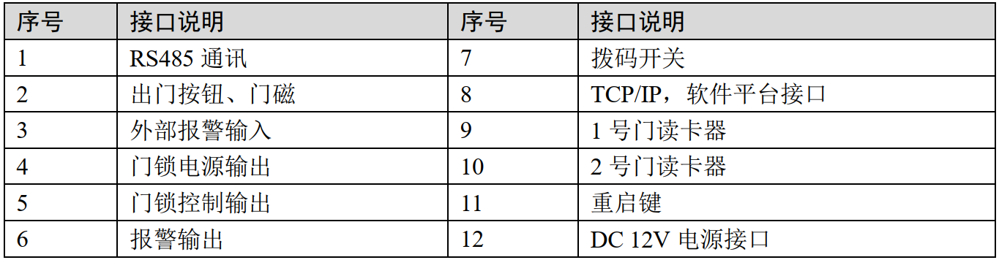 序号 接口说明 序号 接口说明
1 RS485 通讯 7 拨码开关
2 出门按钮、门磁 8 TCP/IP，软件平台接口
3 外部报警输入 9 1 号门读卡器
4 门锁电源输出 10 2 号门读卡器
5 门锁控制输出 11 重启键
6 报警输出 12 DC 12V 电源接口